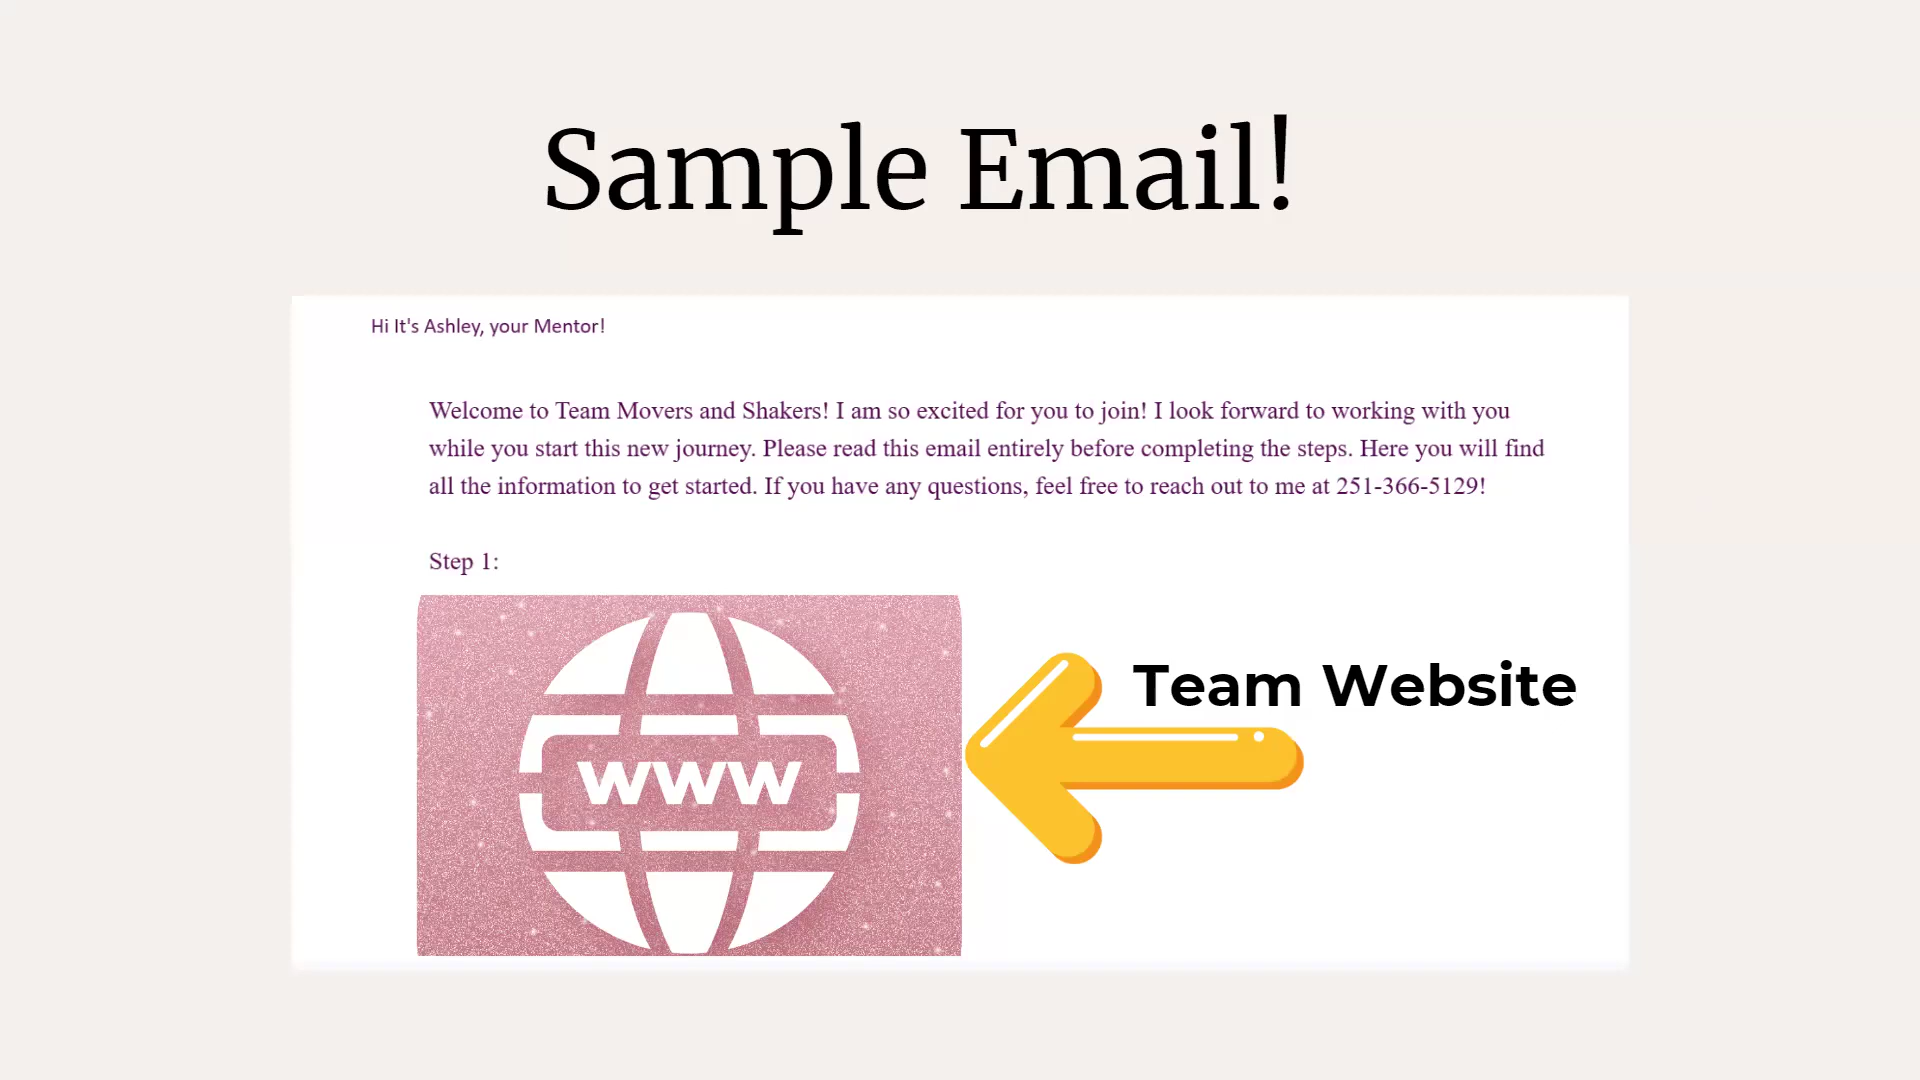 Sample Email!
Hi It's Ashley, your Mentor!
Welcome to Team Movers and Shakers! I am so excited for you to join! I look forward to working with you
while you start this new journey. Please read this email entirely before completing the steps. Here you will find
all the information to get started. If you have any questions, feel free to reach out to me at 251-366-5129!
Step 1:
Team Website
www